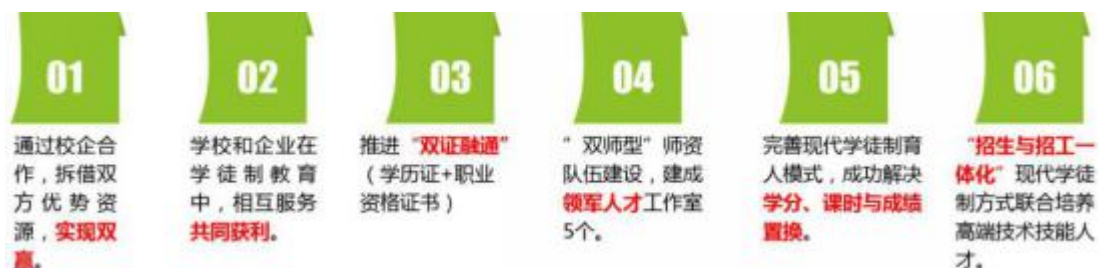 01
通过校企合
作，拆借双
方优势资
源，实现双
赢。
02
学校和企业在
学徒制教育
中，相互服务
共同获利。
03
推进“双证融通”
（学历证+职业
资格证书）
04
”双师型”师资
队伍建设，建成
领军人才工作室
5个。
05
完善现代学徒制育
人模式，成功解决
学分、课时与成绩
置换。
06
“招生与招工一
体化”现代学徒
制方式联合培养
高端技术技能人
才。